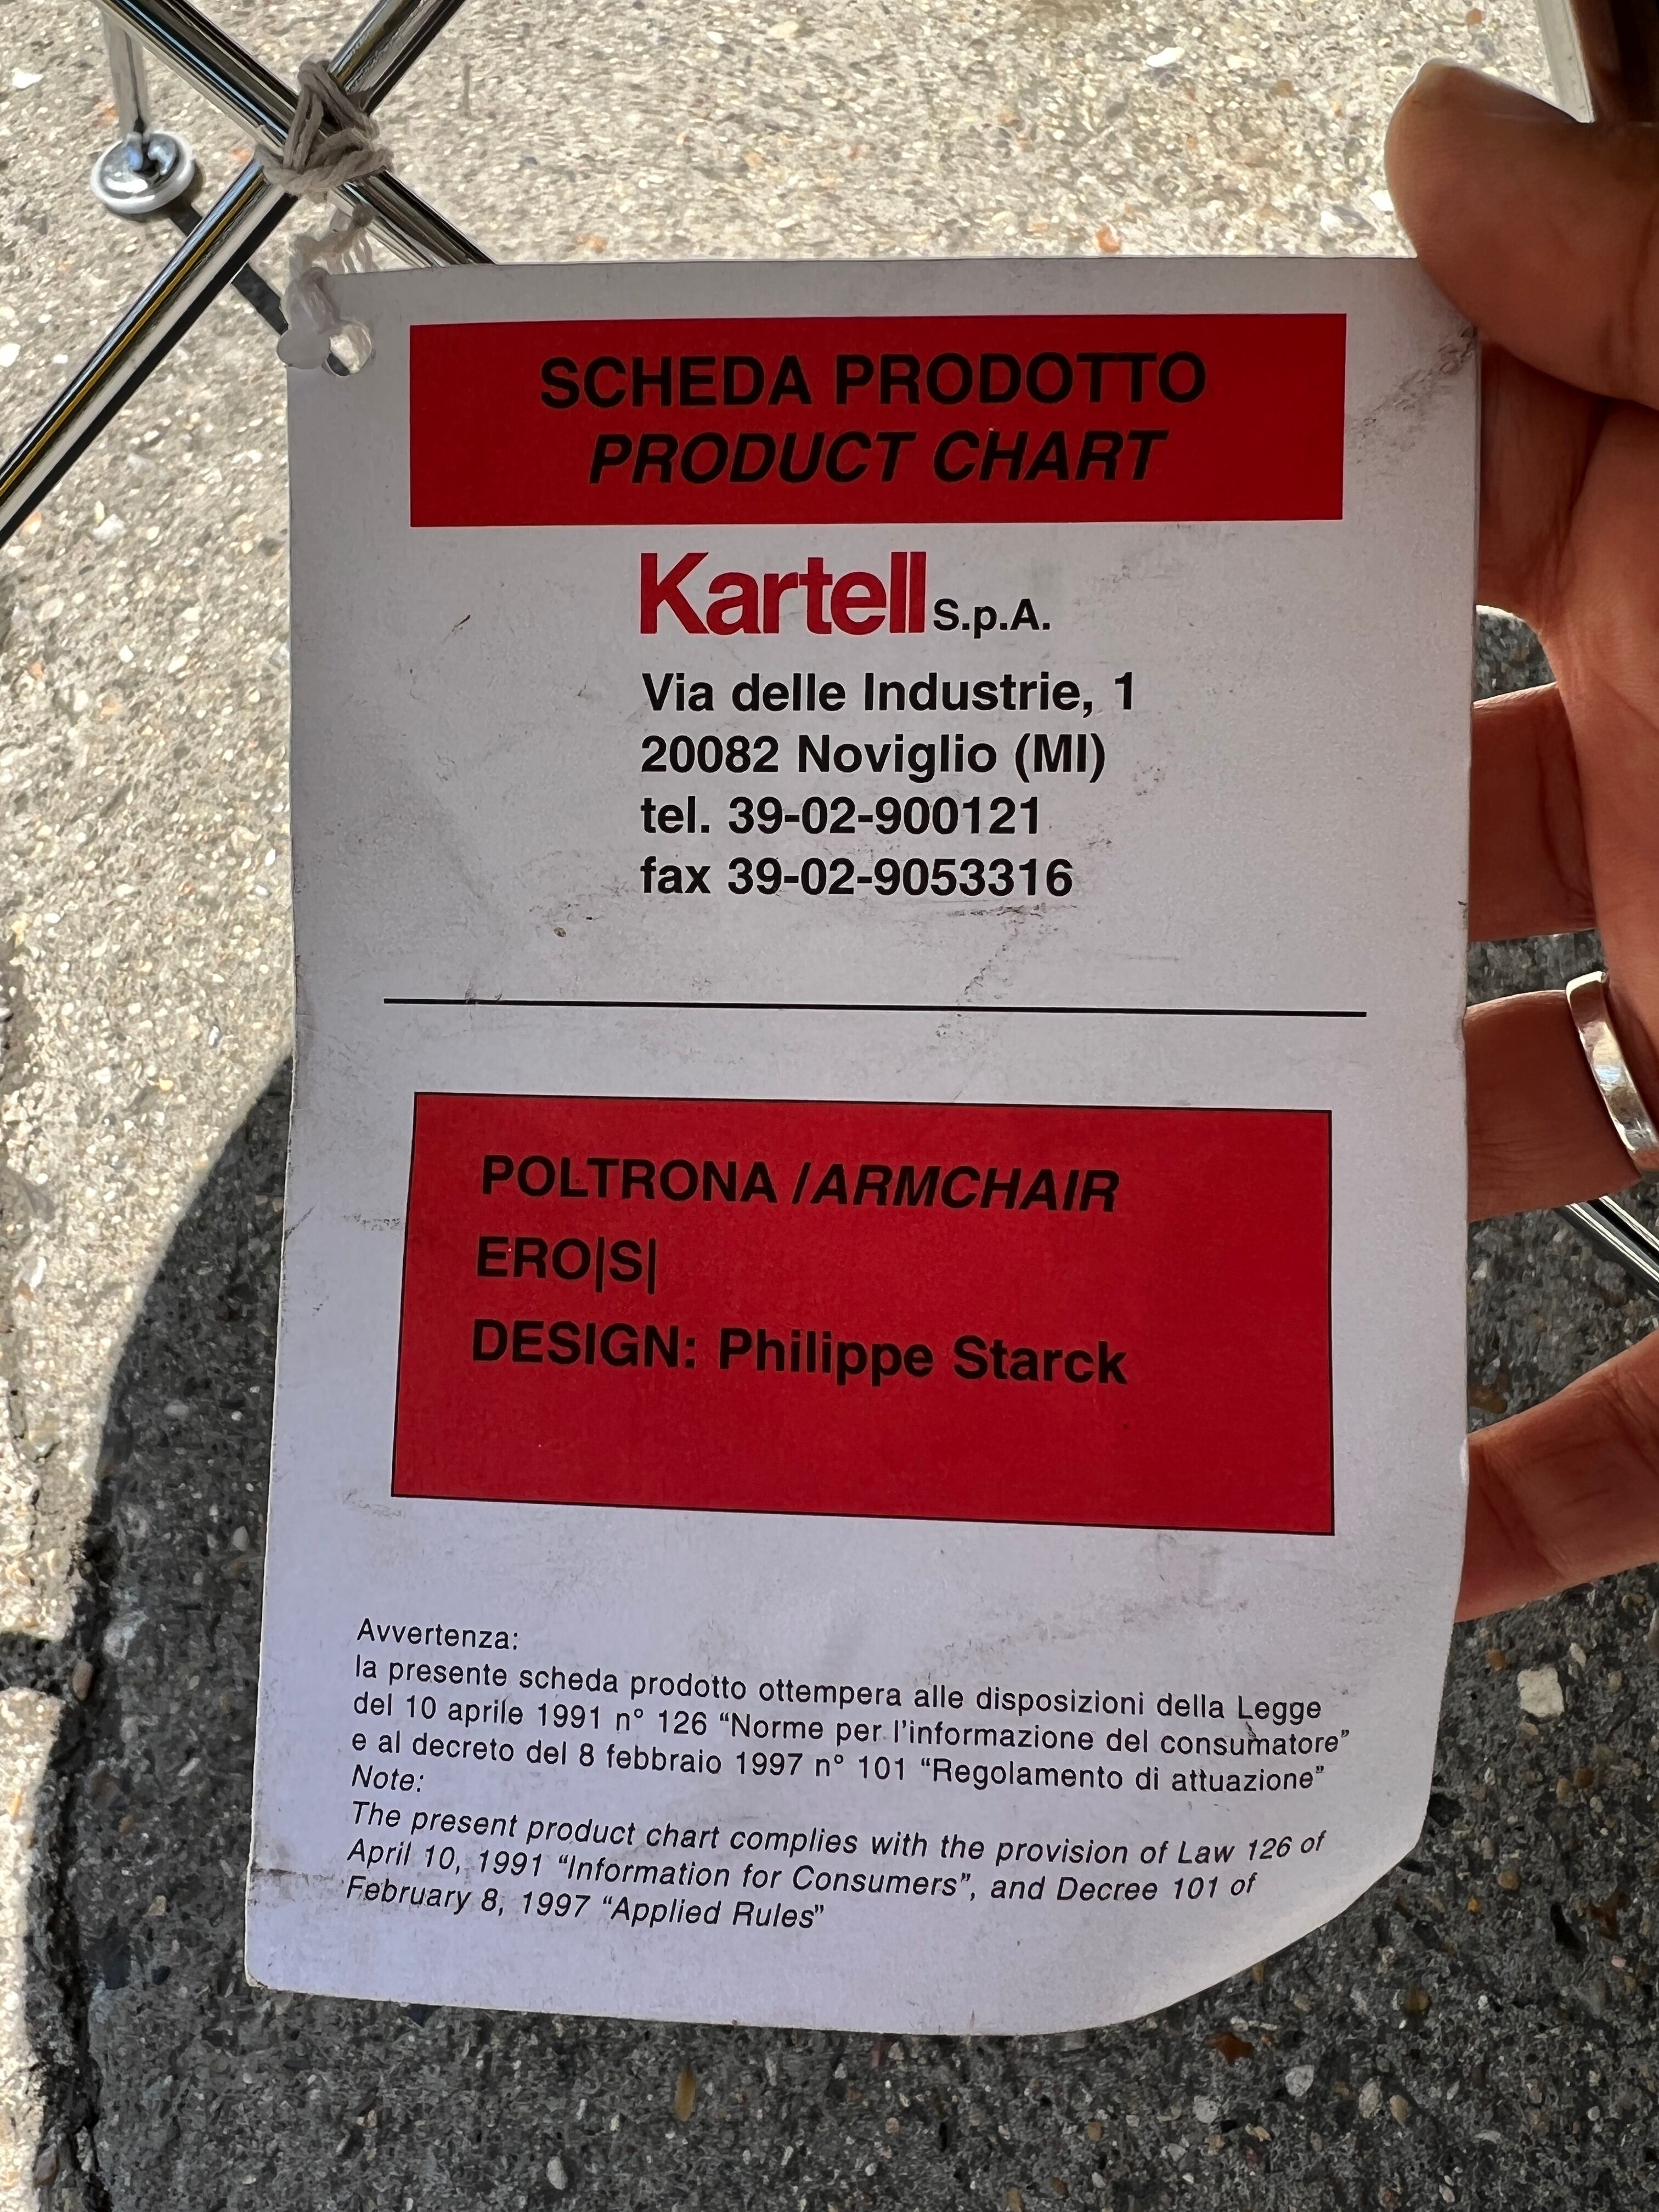 SCHEDA PRODOTTO
PRODUCT CHART
Kartell S.p.A.
Via delle Industrie, 1
20082 Noviglio (MI)
tel. 39-02-900121
fax 39-02-9053316
POLTRONA /ARMCHAIR
ERO|S|
DESIGN: Philippe Starck
Avvertenza:
la presente scheda prodotto ottempera alle disposizioni della Legge
del 10 aprile 1991 n° 126 “Norme per l’informazione del consumatore”
e al decreto del 8 febbraio 1997 n° 101 “Regolamento di attuazione”
Note:
The present product chart complies with the provision of Law 126 of
April 10, 1991 “Information for Consumers”, and Decree 101 of
February 8, 1997 “Applied Rules”